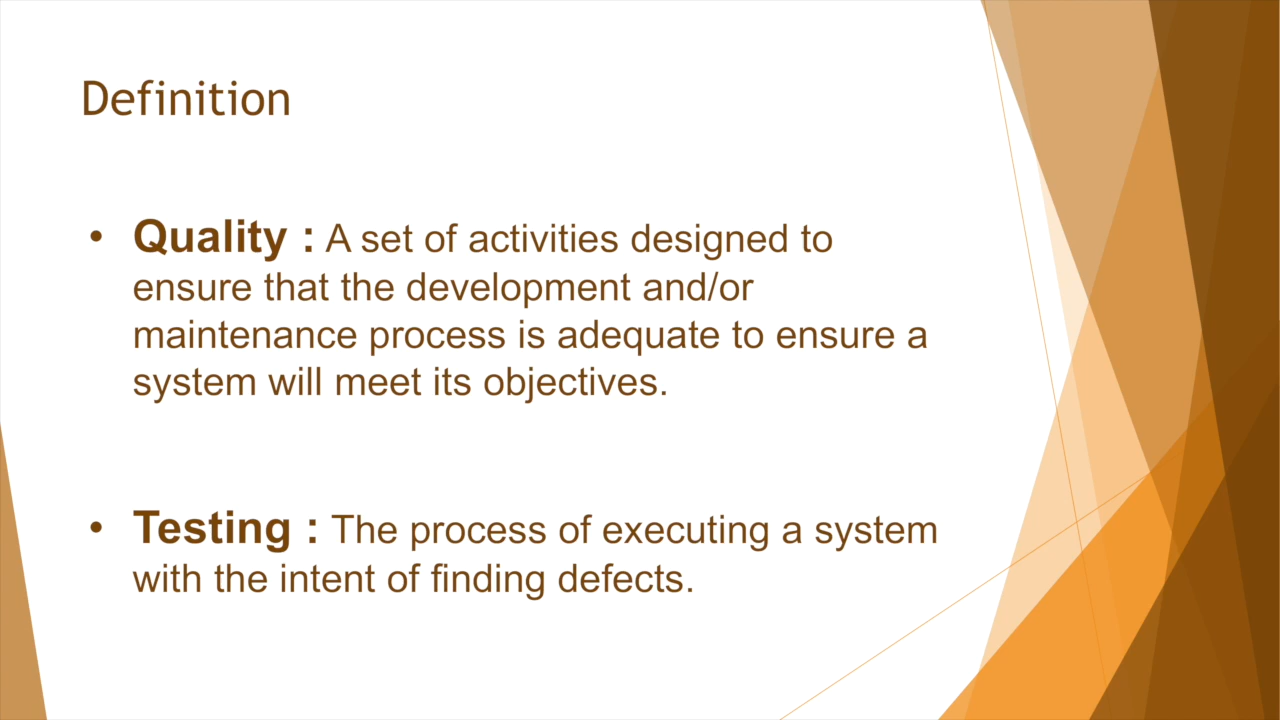 Definition
• Quality : A set of activities designed to
ensure that the development and/or
maintenance process is adequate to ensure a
system will meet its objectives.
• Testing : The process of executing a system
with the intent of finding defects.